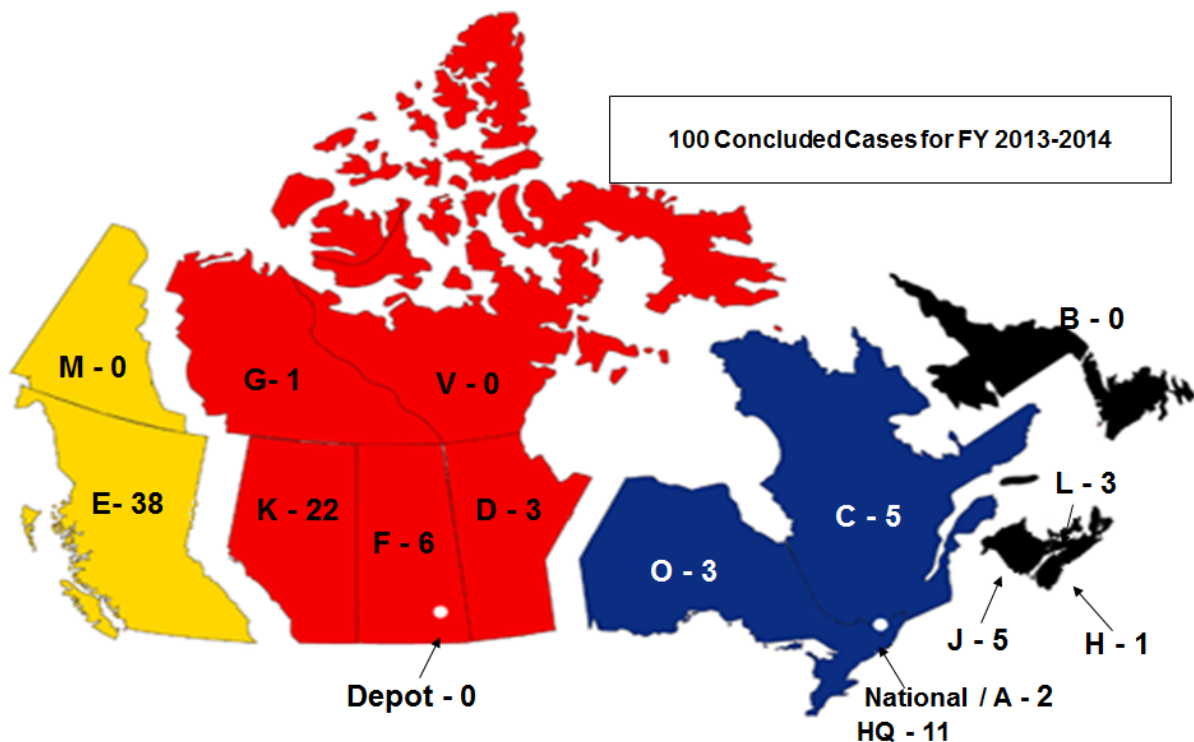 100 Concluded Cases for FY 2013-2014
B - 0
M - 0
G- 1
V - 0
L - 3
E- 38
K - 22
D - 3
C - 5
F - 6
O - 3
J - 5
H - 1
Depot - 0
National / A - 2
HQ - 11